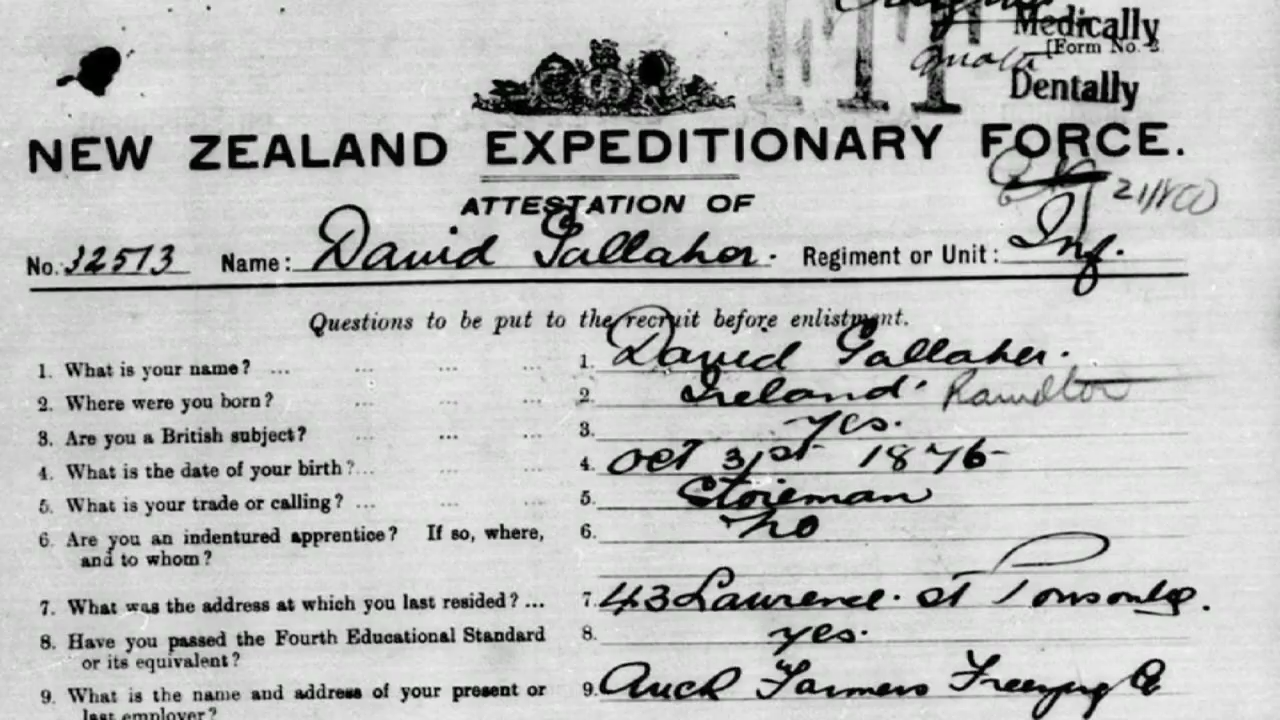 FIT Medically
[Form No.
Dentally
NEW ZEALAND EXPEDITIONARY FORCE.
21/800
ATTESTATION OF
No. 32513 Name: David Gallaher. Regiment or Unit: Inf.
Questions to be put to the recruit before enlistment.
1. What is your name? ... ... ... ... 1. David Gallaher.
2. Where were you born? ... ... ... 2. Ireland.
3. Are you a British subject? ... ... ... 3. Yes.
4. What is the date of your birth? ... ... ... 4. Oct 31st 1876
5. What is your trade or calling? ... ... ... 5. Storeman
6. Are you an indentured apprentice? If so, where, 6. No
and to whom?
7. What was the address at which you last resided? ... 7. 43 Lawrence. St Ponsonby.
8. Have you passed the Fourth Educational Standard 8. yes.
or its equivalent?
9. What is the name and address of your present or 9. Auck Farmers Freezing Co
last employer?